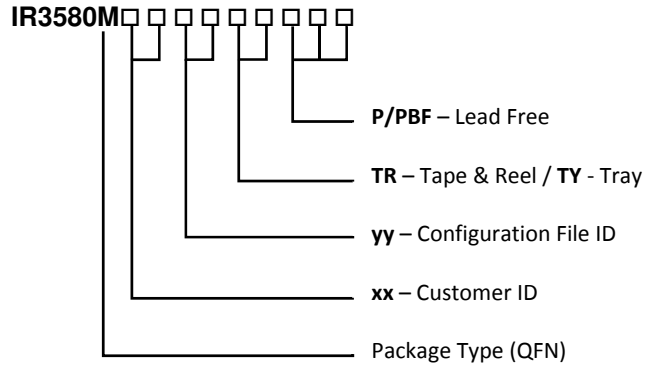 IR3580M□□□□□□□□□
P/PBF – Lead Free
TR – Tape & Reel / TY - Tray
yy – Configuration File ID
xx – Customer ID
Package Type (QFN)